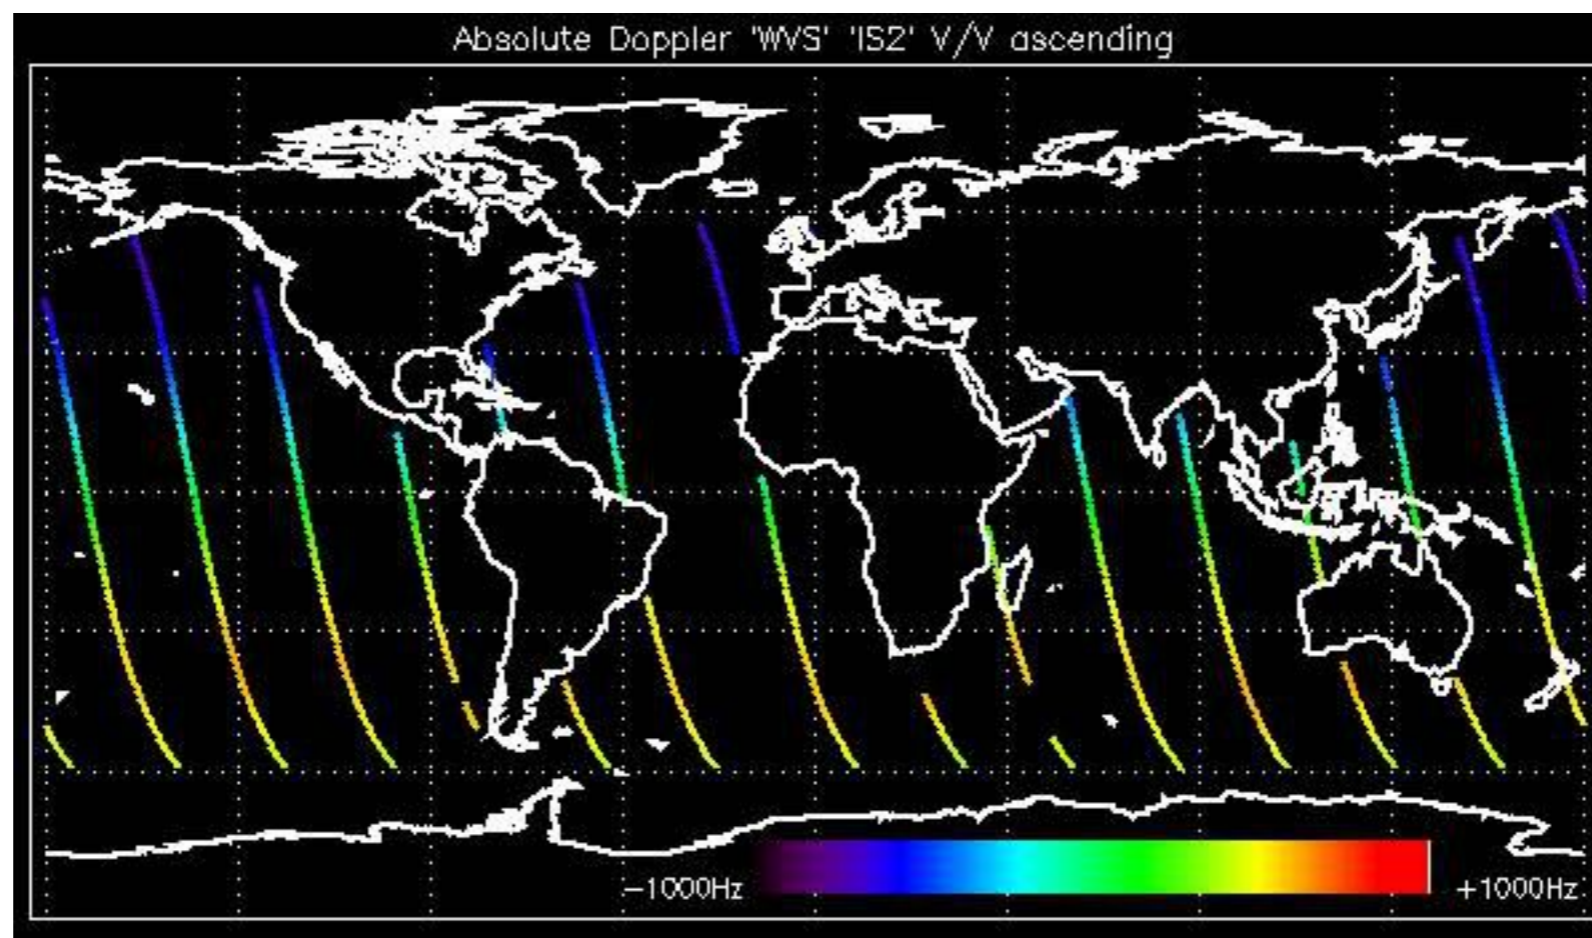 Absolute Doppler 'WVS' 'IS2' V/V ascending
-1000Hz
+1000Hz